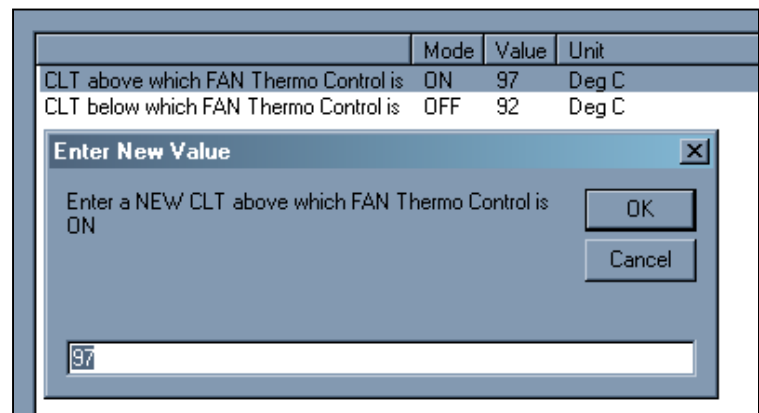 Mode Value Unit
CLT above which FAN Thermo Control is ON 97 Deg C
CLT below which FAN Thermo Control is OFF 92 Deg C
Enter New Value
Enter a NEW CLT above which FAN Thermo Control is
ON
OK
Cancel
97